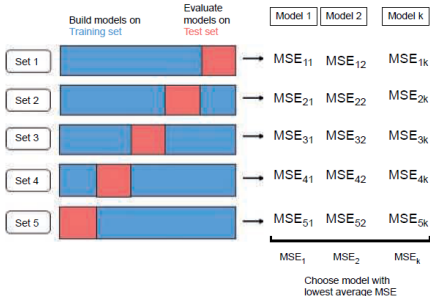 Build models on
Training set
Evaluate
models on
Test set
Model 1 Model 2 Model k
Set 1 MSE11 MSE12 MSE1k
Set 2 MSE21 MSE22 MSE2k
Set 3 MSE31 MSE32 MSE3k
Set 4 MSE41 MSE42 MSE4k
Set 5 MSE51 MSE52 MSE5k
MSE1 MSE2 MSEk
Choose model with
lowest average MSE